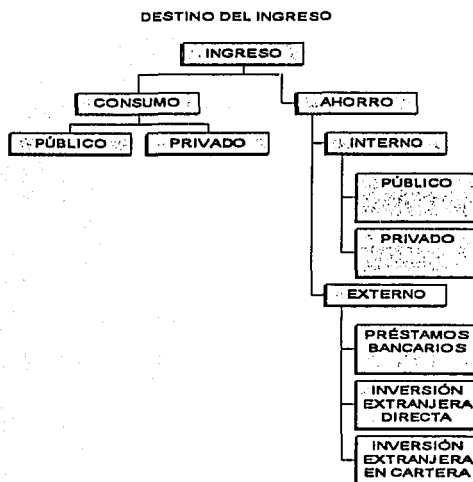 DESTINO DEL INGRESO
INGRESO
CONSUMO
AHORRO
PÚBLICO
PRIVADO
INTERNO
PÚBLICO
PRIVADO
EXTERNO
PRÉSTAMOS
BANCARIOS
INVERSIÓN
EXTRANJERA
DIRECTA
INVERSIÓN
EXTRANJERA
EN CARTERA